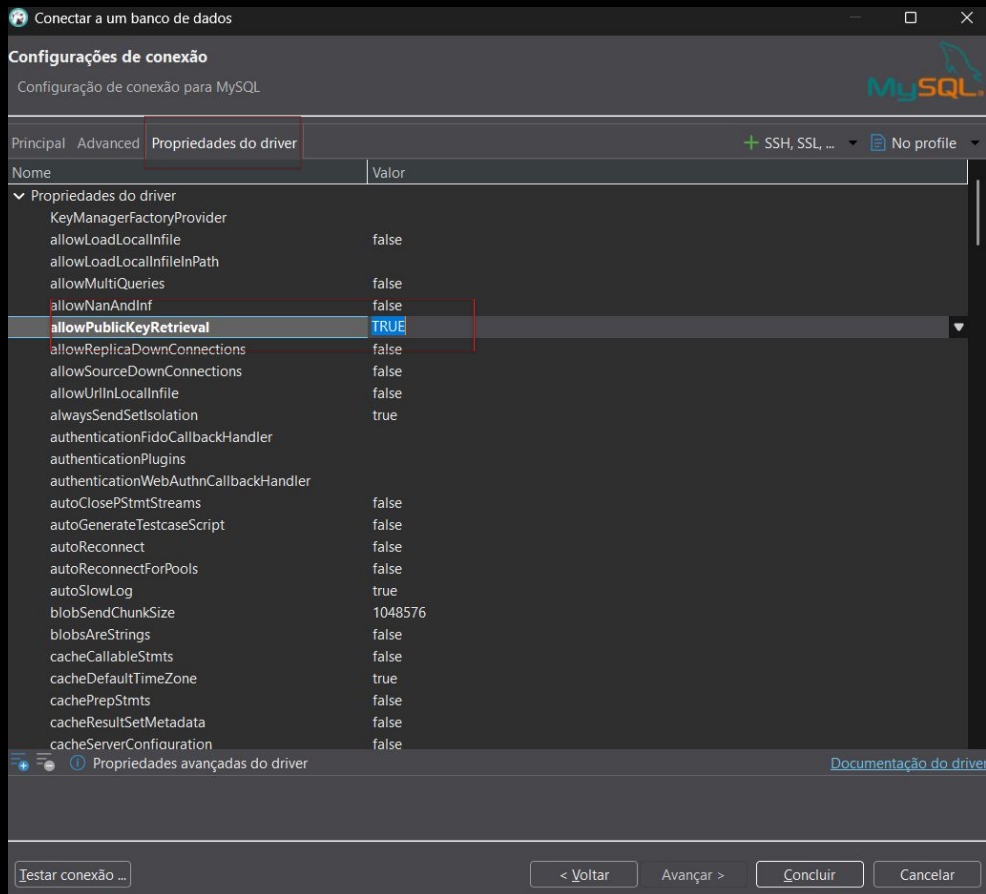 Conectar a um banco de dados
Configurações de conexão
Configuração de conexão para MySQL
MySQL
Principal Advanced Propriedades do driver SSH, SSL, ... No profile
Nome Valor
Propriedades do driver
KeyManagerFactoryProvider
allowLoadLocalInfile false
allowLoadLocalInfileInPath
allowMultiQueries false
allowNanAndInf false
allowPublicKeyRetrieval TRUE
allowReplicaDownConnections false
allowSourceDownConnections false
allowUrlInLocalInfile false
alwaysSendSetIsolation true
authenticationFidoCallbackHandler
authenticationPlugins
authenticationWebAuthnCallbackHandler
autoClosePStmtStreams false
autoGenerateTestcaseScript false
autoReconnect false
autoReconnectForPools false
autoSlowLog true
blobSendChunkSize 1048576
blobsAreStrings false
cacheCallableStmts false
cacheDefaultTimeZone true
cachePrepStmts false
cacheResultSetMetadata false
cacheServerConfiguration false
Propriedades avançadas do driver Documentação do driver
Testar conexão ... < Voltar Avançar > Concluir Cancelar